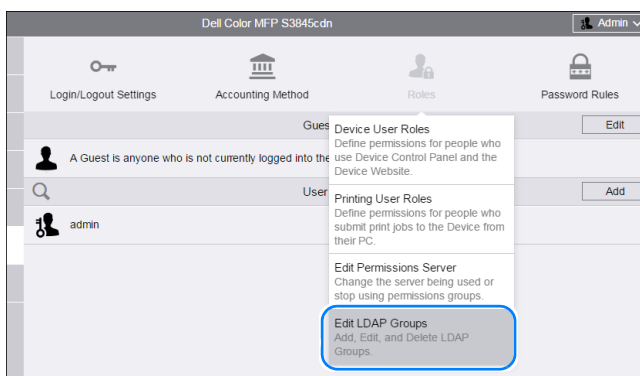 Dell Color MFP S3845cdn
Admin
Login/Logout Settings
Accounting Method
Roles
Password Rules
Gues
Edit
A Guest is anyone who is not currently logged into the
User
Add
admin
Device User Roles
Define permissions for people who
use Device Control Panel and the
Device Website.
Printing User Roles
Define permissions for people who
submit print jobs to the Device from
their PC.
Edit Permissions Server
Change the server being used or
stop using permissions groups.
Edit LDAP Groups
Add, Edit, and Delete LDAP
Groups.